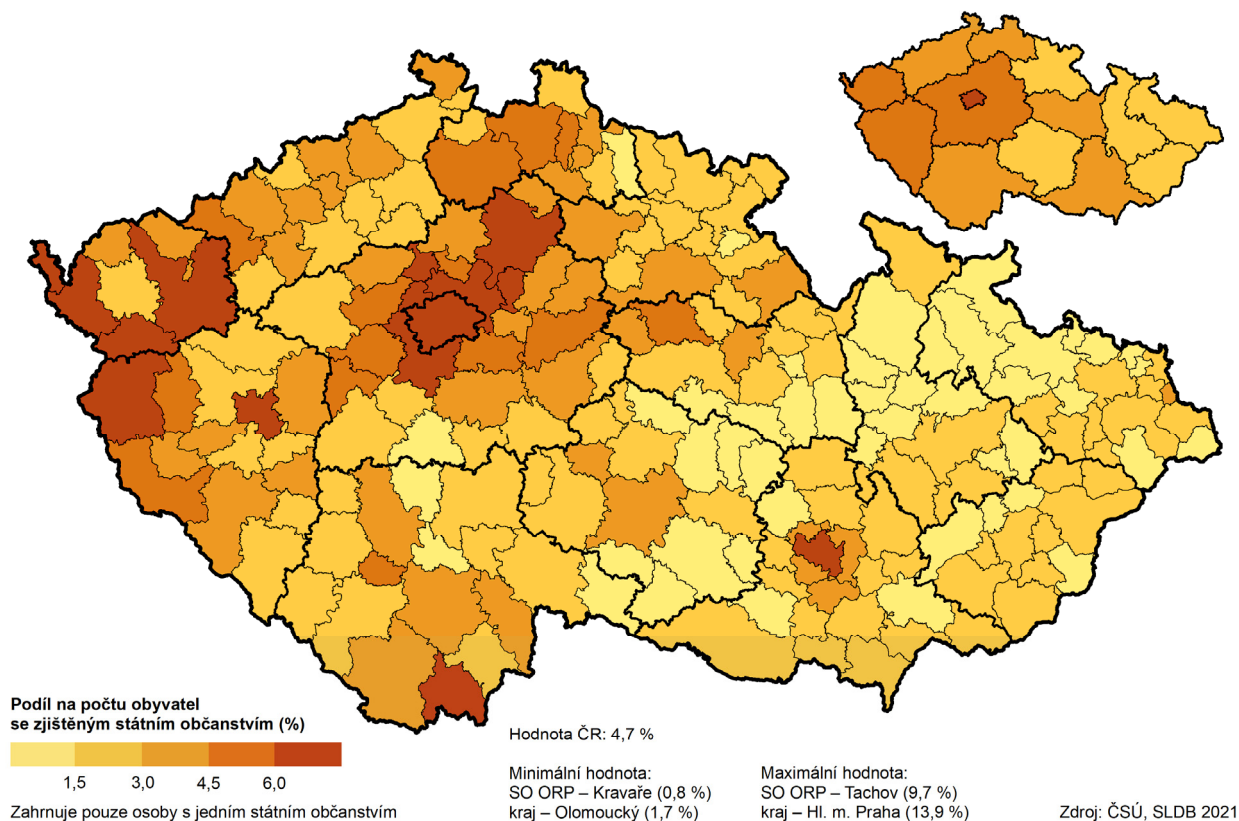 Podíl na počtu obyvatel
se zjištěným státním občanstvím (%)
1,5 3,0 4,5 6,0
Zahrnuje pouze osoby s jedním státním občanstvím
Hodnota ČR: 4,7 %
Minimální hodnota:
SO ORP – Kravaře (0,8 %)
kraj – Olomoucký (1,7 %)
Maximální hodnota:
SO ORP – Tachov (9,7 %)
kraj – Hl. m. Praha (13,9 %)
Zdroj: ČSÚ, SLDB 2021